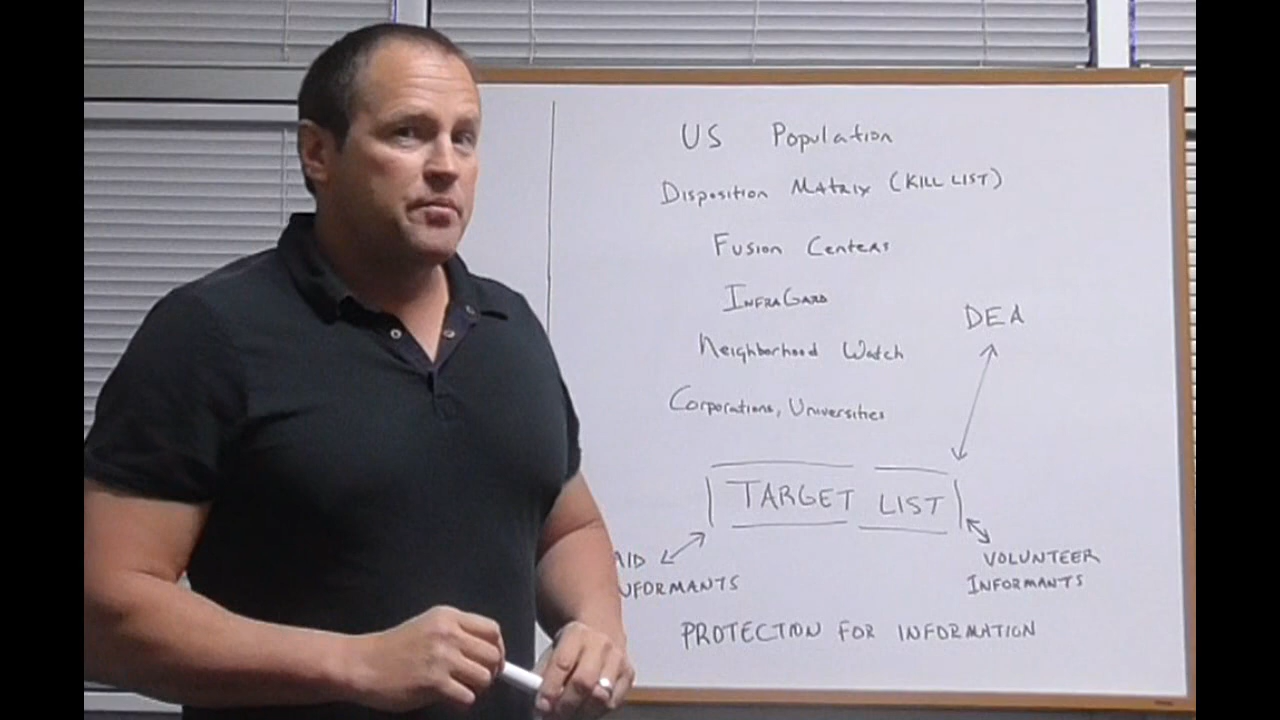 US Population
Disposition Matrix (KILL LIST)
Fusion Centers
INFRAGARD
DEA
Neighborhood Watch
Corporations, Universities
TARGET LIST
AID
VOLUNTEER
NFORMANTS
INFORMANTS
PROTECTION FOR INFORMATION